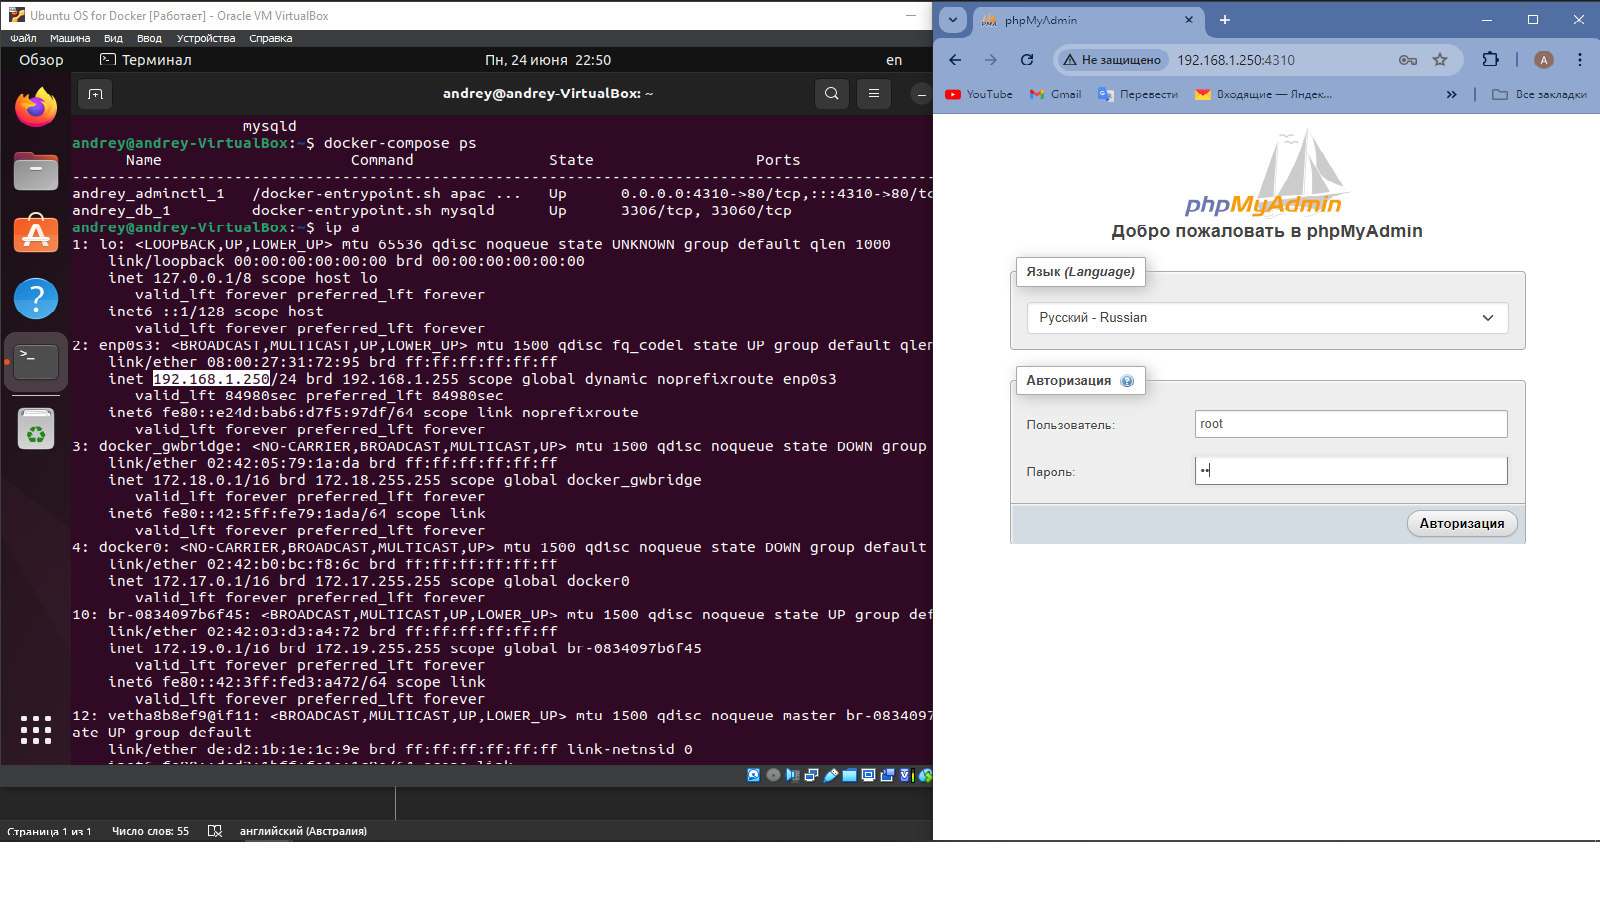 Ubuntu OS for Docker [Работает] - Oracle VM VirtualBox
Файл Машина Вид Ввод Устройства Справка
Обзор Терминал Пн, 24 июня 22:50 en
andrey@andrey-VirtualBox: ~
mysqld
andrey@andrey-VirtualBox:~$ docker-compose ps
Name Command State Ports
--------------------------------------------------------------------------------
andrey_adminctl_1 /docker-entrypoint.sh apac ... Up 0.0.0.0:4310->80/tcp,:::4310->80/tc
andrey_db_1 docker-entrypoint.sh mysqld Up 3306/tcp, 33060/tcp
andrey@andrey-VirtualBox:~$ ip a
1: lo: <LOOPBACK,UP,LOWER_UP> mtu 65536 qdisc noqueue state UNKNOWN group default qlen 1000
link/loopback 00:00:00:00:00:00 brd 00:00:00:00:00:00
inet 127.0.0.1/8 scope host lo
valid_lft forever preferred_lft forever
inet6 ::1/128 scope host
valid_lft forever preferred_lft forever
2: enp0s3: <BROADCAST,MULTICAST,UP,LOWER_UP> mtu 1500 qdisc fq_codel state UP group default qlen
link/ether 08:00:27:31:72:95 brd ff:ff:ff:ff:ff:ff
inet 192.168.1.250/24 brd 192.168.1.255 scope global dynamic noprefixroute enp0s3
valid_lft 84980sec preferred_lft 84980sec
inet6 fe80::e24d:bab6:d7f5:97df/64 scope link noprefixroute
valid_lft forever preferred_lft forever
3: docker_gwbridge: <NO-CARRIER,BROADCAST,MULTICAST,UP> mtu 1500 qdisc noqueue state DOWN group
link/ether 02:42:05:79:1a:da brd ff:ff:ff:ff:ff:ff
inet 172.18.0.1/16 brd 172.18.255.255 scope global docker_gwbridge
valid_lft forever preferred_lft forever
inet6 fe80::42:5ff:fe79:1ada/64 scope link
valid_lft forever preferred_lft forever
4: docker0: <NO-CARRIER,BROADCAST,MULTICAST,UP> mtu 1500 qdisc noqueue state DOWN group default
link/ether 02:42:b0:bc:f8:6c brd ff:ff:ff:ff:ff:ff
inet 172.17.0.1/16 brd 172.17.255.255 scope global docker0
valid_lft forever preferred_lft forever
10: br-0834097b6f45: <BROADCAST,MULTICAST,UP,LOWER_UP> mtu 1500 qdisc noqueue state UP group def
link/ether 02:42:03:d3:a4:72 brd ff:ff:ff:ff:ff:ff
inet 172.19.0.1/16 brd 172.19.255.255 scope global br-0834097b6f45
valid_lft forever preferred_lft forever
inet6 fe80::42:3ff:fed3:a472/64 scope link
valid_lft forever preferred_lft forever
12: vetha8b8ef9@if11: <BROADCAST,MULTICAST,UP,LOWER_UP> mtu 1500 qdisc noqueue master br-0834097
ate UP group default
link/ether de:d2:1b:1e:1c:9e brd ff:ff:ff:ff:ff:ff link-netnsid 0
Страница 1 из 1 Число слов: 55 английский (Австралия)
phpMyAdmin
Не защищено 192.168.1.250:4310 A
YouTube Gmail Перевести Входящие — Яндек... » Все закладки
phpMyAdmin
Добро пожаловать в phpMyAdmin
Язык (Language)
Русский - Russian
Авторизация
Пользователь: root
Пароль: ••
Авторизация